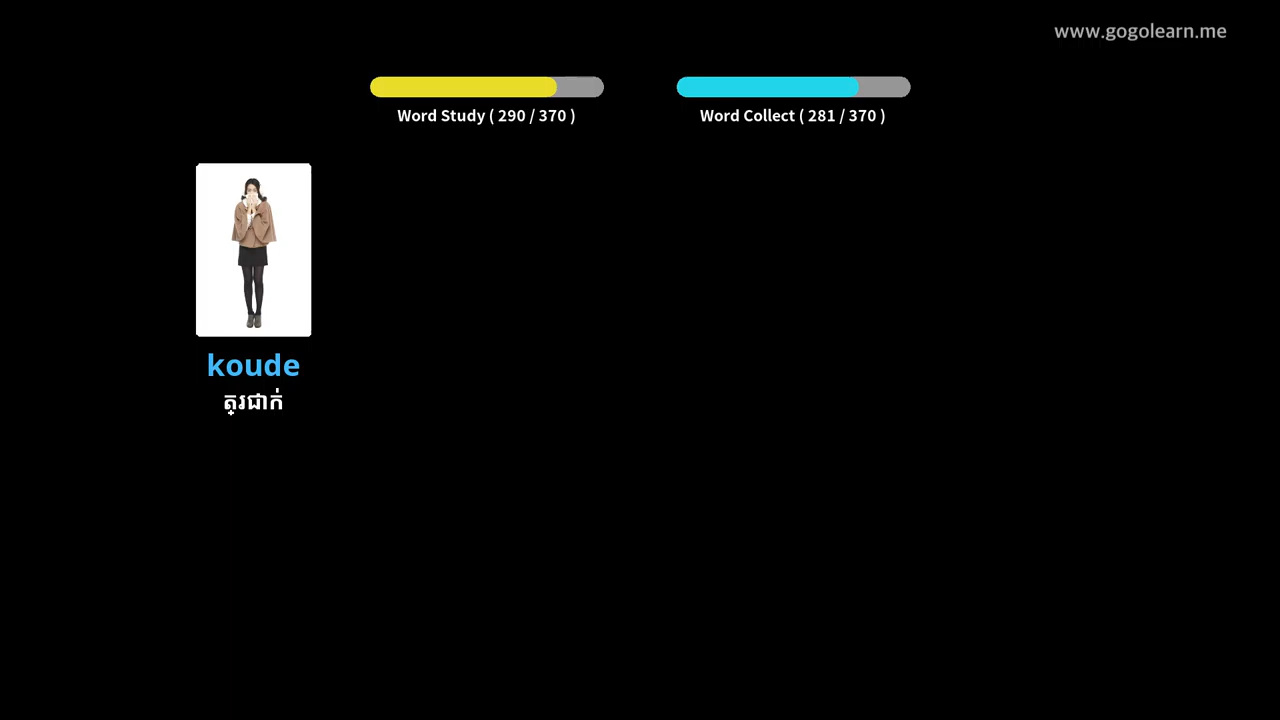 www.gogolearn.me
Word Study ( 290 / 370 )
Word Collect ( 281 / 370 )
koude
ត្រជាក់